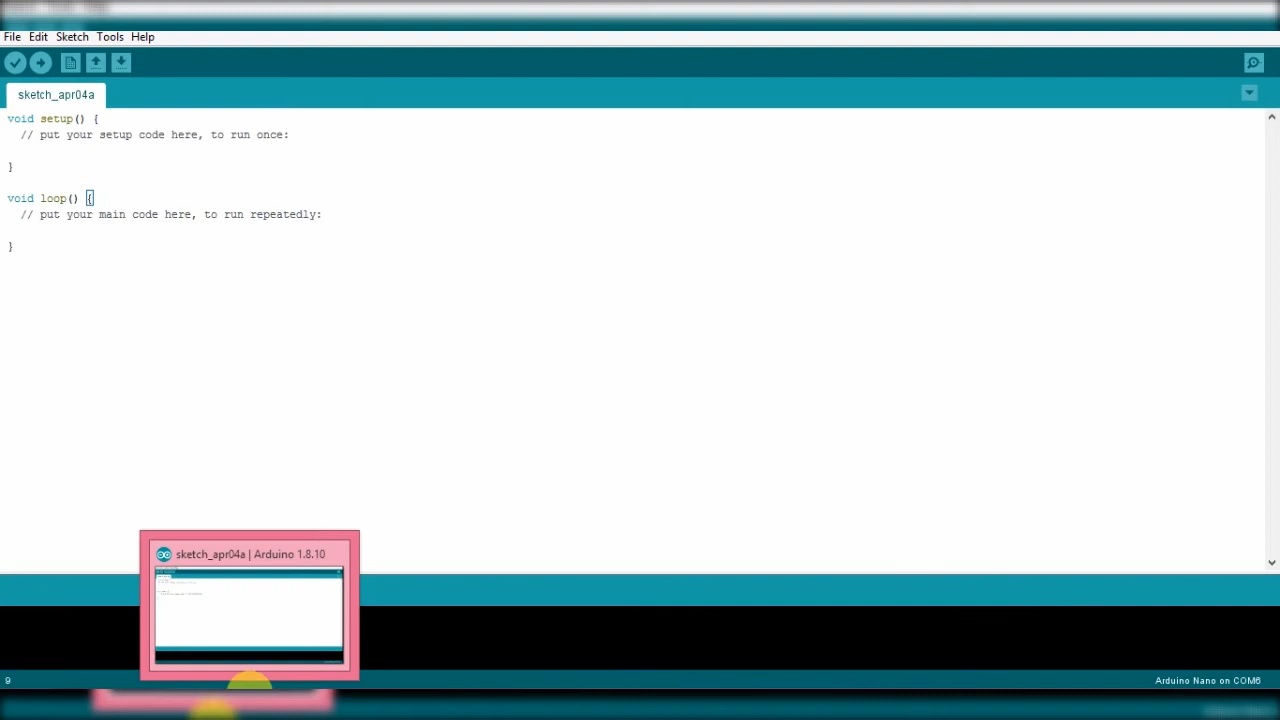 File Edit Sketch Tools Help
sketch_apr04a
void setup() {
  // put your setup code here, to run once:
}
void loop() {
  // put your main code here, to run repeatedly:
}
sketch_apr04a | Arduino 1.8.10
9
Arduino Nano on COM6